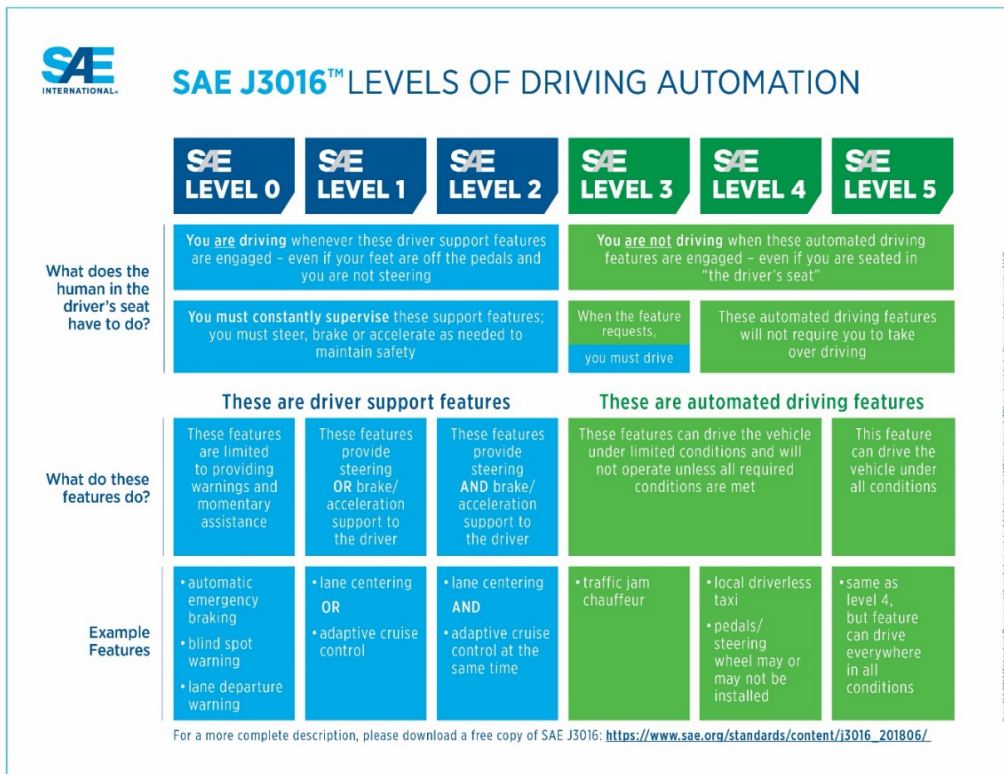 SAE
INTERNATIONAL®
SAE J3016™ LEVELS OF DRIVING AUTOMATION
SAE
LEVEL 0
SAE
LEVEL 1
SAE
LEVEL 2
SAE
LEVEL 3
SAE
LEVEL 4
SAE
LEVEL 5
What does the
human in the
driver's seat
have to do?
You are driving whenever these driver support features
are engaged – even if your feet are off the pedals and
you are not steering
You are not driving when these automated driving
features are engaged – even if you are seated in
"the driver's seat"
You must constantly supervise these support features;
you must steer, brake or accelerate as needed to
maintain safety
When the feature
requests,
you must drive
These automated driving features
will not require you to take
over driving
These are driver support features
These are automated driving features
What do these
features do?
These features
are limited
to providing
warnings and
momentary
assistance
These features
provide
steering
OR brake/
acceleration
support to
the driver
These features
provide
steering
AND brake/
acceleration
support to
the driver
These features can drive the vehicle
under limited conditions and will
not operate unless all required
conditions are met
This feature
can drive the
vehicle under
all conditions
Example
Features
• automatic
emergency
braking
• blind spot
warning
• lane departure
warning
• lane centering
OR
• adaptive cruise
control
• lane centering
AND
• adaptive cruise
control at the
same time
• traffic jam
chauffeur
• local driverless
taxi
• pedals/
steering
wheel may or
may not be
installed
• same as
level 4,
but feature
can drive
everywhere
in all
conditions
For a more complete description, please download a free copy of SAE J3016: https://www.sae.org/standards/content/j3016_201806/